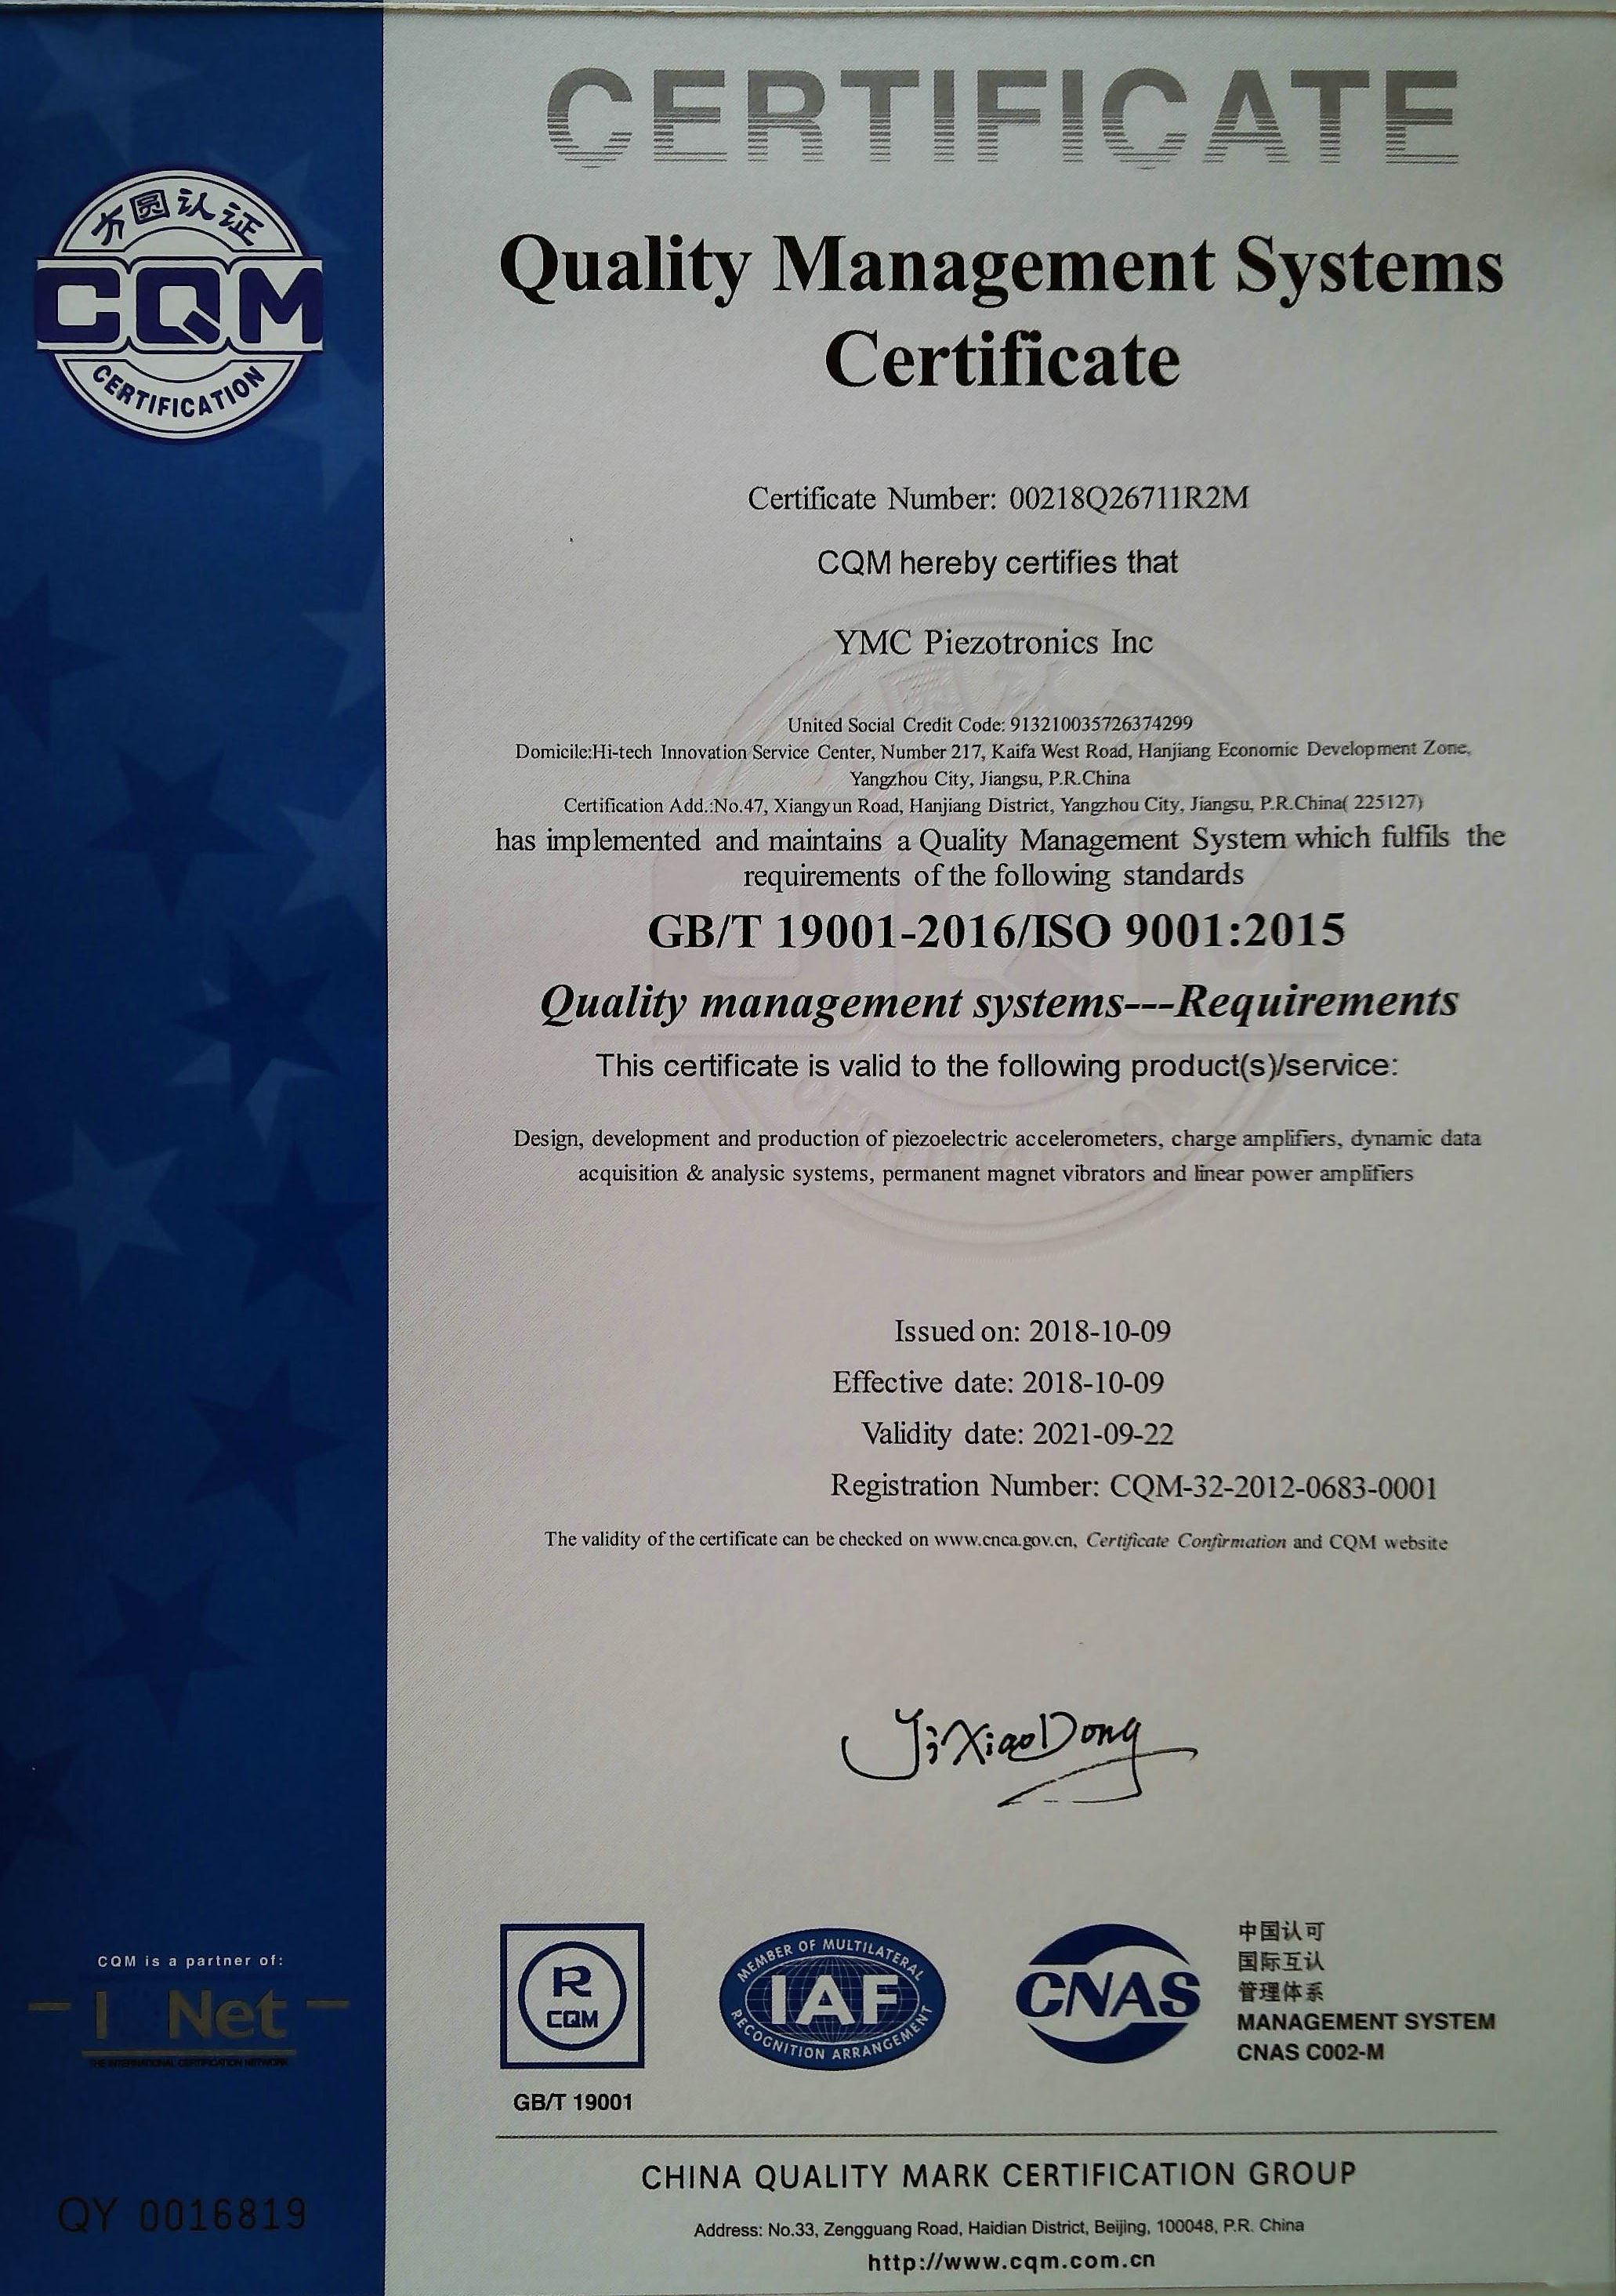 CERTIFICATE
方圆认证
CQM
CERTIFICATION
Quality Management Systems
Certificate
Certificate Number: 00218Q26711R2M
CQM hereby certifies that
YMC Piezotronics Inc
United Social Credit Code: 913210035726374299
Domicile:Hi-tech Innovation Service Center, Number 217, Kaifa West Road, Hanjiang Economic Development Zone,
Yangzhou City, Jiangsu, P.R.China
Certification Add.:No.47, Xiangyun Road, Hanjiang District, Yangzhou City, Jiangsu, P.R.China( 225127)
has implemented and maintains a Quality Management System which fulfils the
requirements of the following standards
GB/T 19001-2016/ISO 9001:2015
Quality management systems---Requirements
This certificate is valid to the following product(s)/service:
Design, development and production of piezoelectric accelerometers, charge amplifiers, dynamic data
acquisition & analysic systems, permanent magnet vibrators and linear power amplifiers
Issued on: 2018-10-09
Effective date: 2018-10-09
Validity date: 2021-09-22
Registration Number: CQM-32-2012-0683-0001
The validity of the certificate can be checked on www.cnca.gov.cn, Certificate Confirmation and CQM website
Ji XiaoDong
CQM is a partner of:
I Net
THE INTERNATIONAL CERTIFICATION NETWORK
QY 0016819
R
CQM
GB/T 19001
MEMBER OF MULTILATERAL
IAF
RECOGNITION ARRANGEMENT
CNAS
中国认可
国际互认
管理体系
MANAGEMENT SYSTEM
CNAS C002-M
CHINA QUALITY MARK CERTIFICATION GROUP
Address: No.33, Zengguang Road, Haidian District, Beijing, 100048, P.R. China
http://www.cqm.com.cn